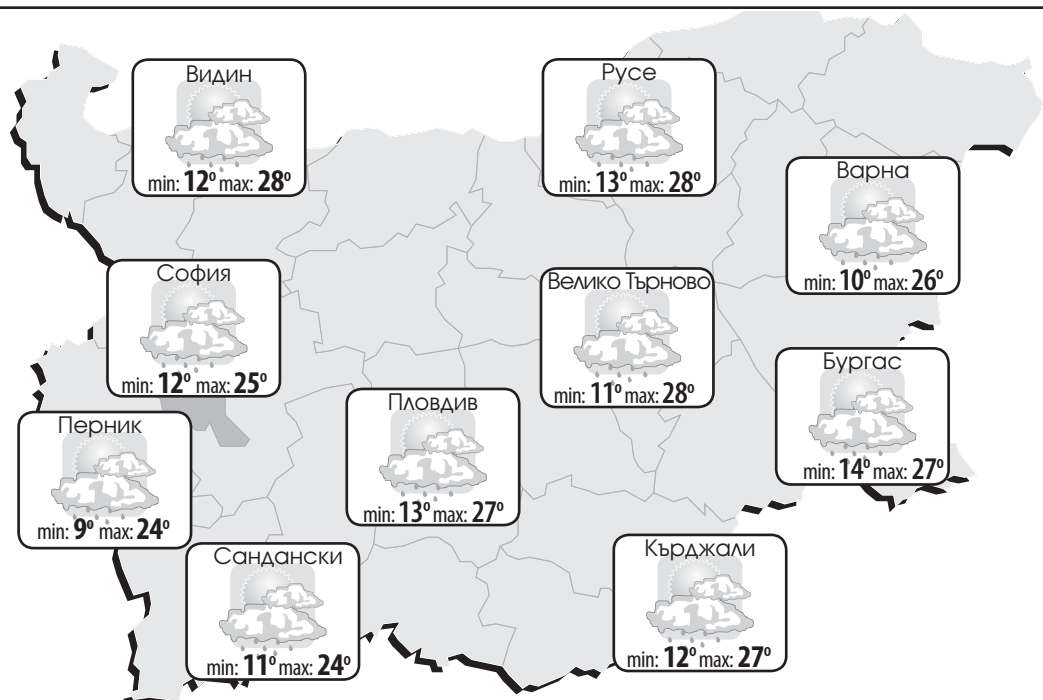 Видин
min: 12° max: 28°
Русе
min: 13° max: 28°
Варна
min: 10° max: 26°
София
min: 12° max: 25°
Велико Търново
min: 11° max: 28°
Бургас
min: 14° max: 27°
Пловдив
min: 13° max: 27°
Перник
min: 9° max: 24°
Сандански
min: 11° max: 24°
Кърджали
min: 12° max: 27°